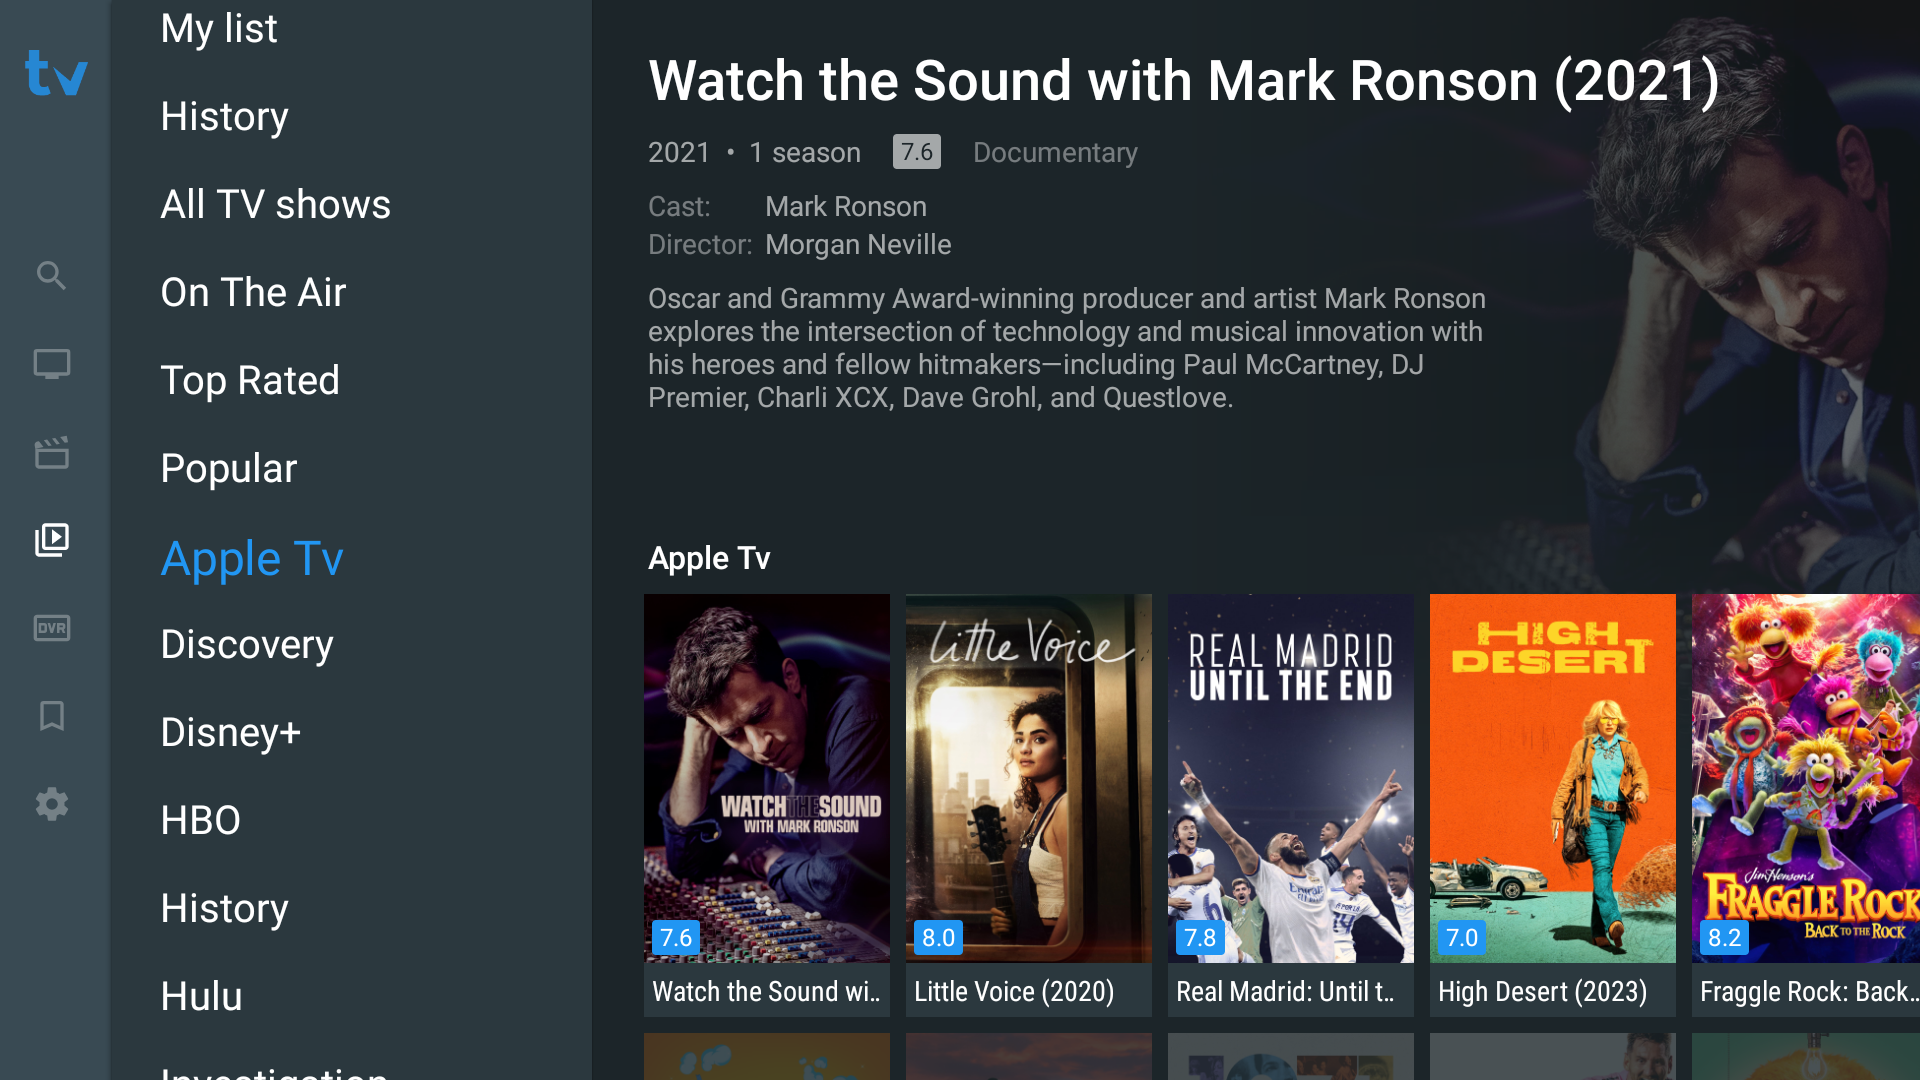 tv
My list
History
All TV shows
On The Air
Top Rated
Popular
Apple Tv
Discovery
Disney+
HBO
History
Hulu
Investigation
DVR
Watch the Sound with Mark Ronson (2021)
2021 • 1 season 7.6 Documentary
Cast: Mark Ronson
Director: Morgan Neville
Oscar and Grammy Award-winning producer and artist Mark Ronson
explores the intersection of technology and musical innovation with
his heroes and fellow hitmakers—including Paul McCartney, DJ
Premier, Charli XCX, Dave Grohl, and Questlove.
Apple Tv
WATCH THE SOUND
WITH MARK RONSON
7.6
Watch the Sound wi...
Little Voice
8.0
Little Voice (2020)
REAL MADRID
UNTIL THE END
7.8
Real Madrid: Until t...
HIGH
DESERT
7.0
High Desert (2023)
Jim Henson's
FRAGGLE ROCK
BACK TO THE ROCK
8.2
Fraggle Rock: Back...